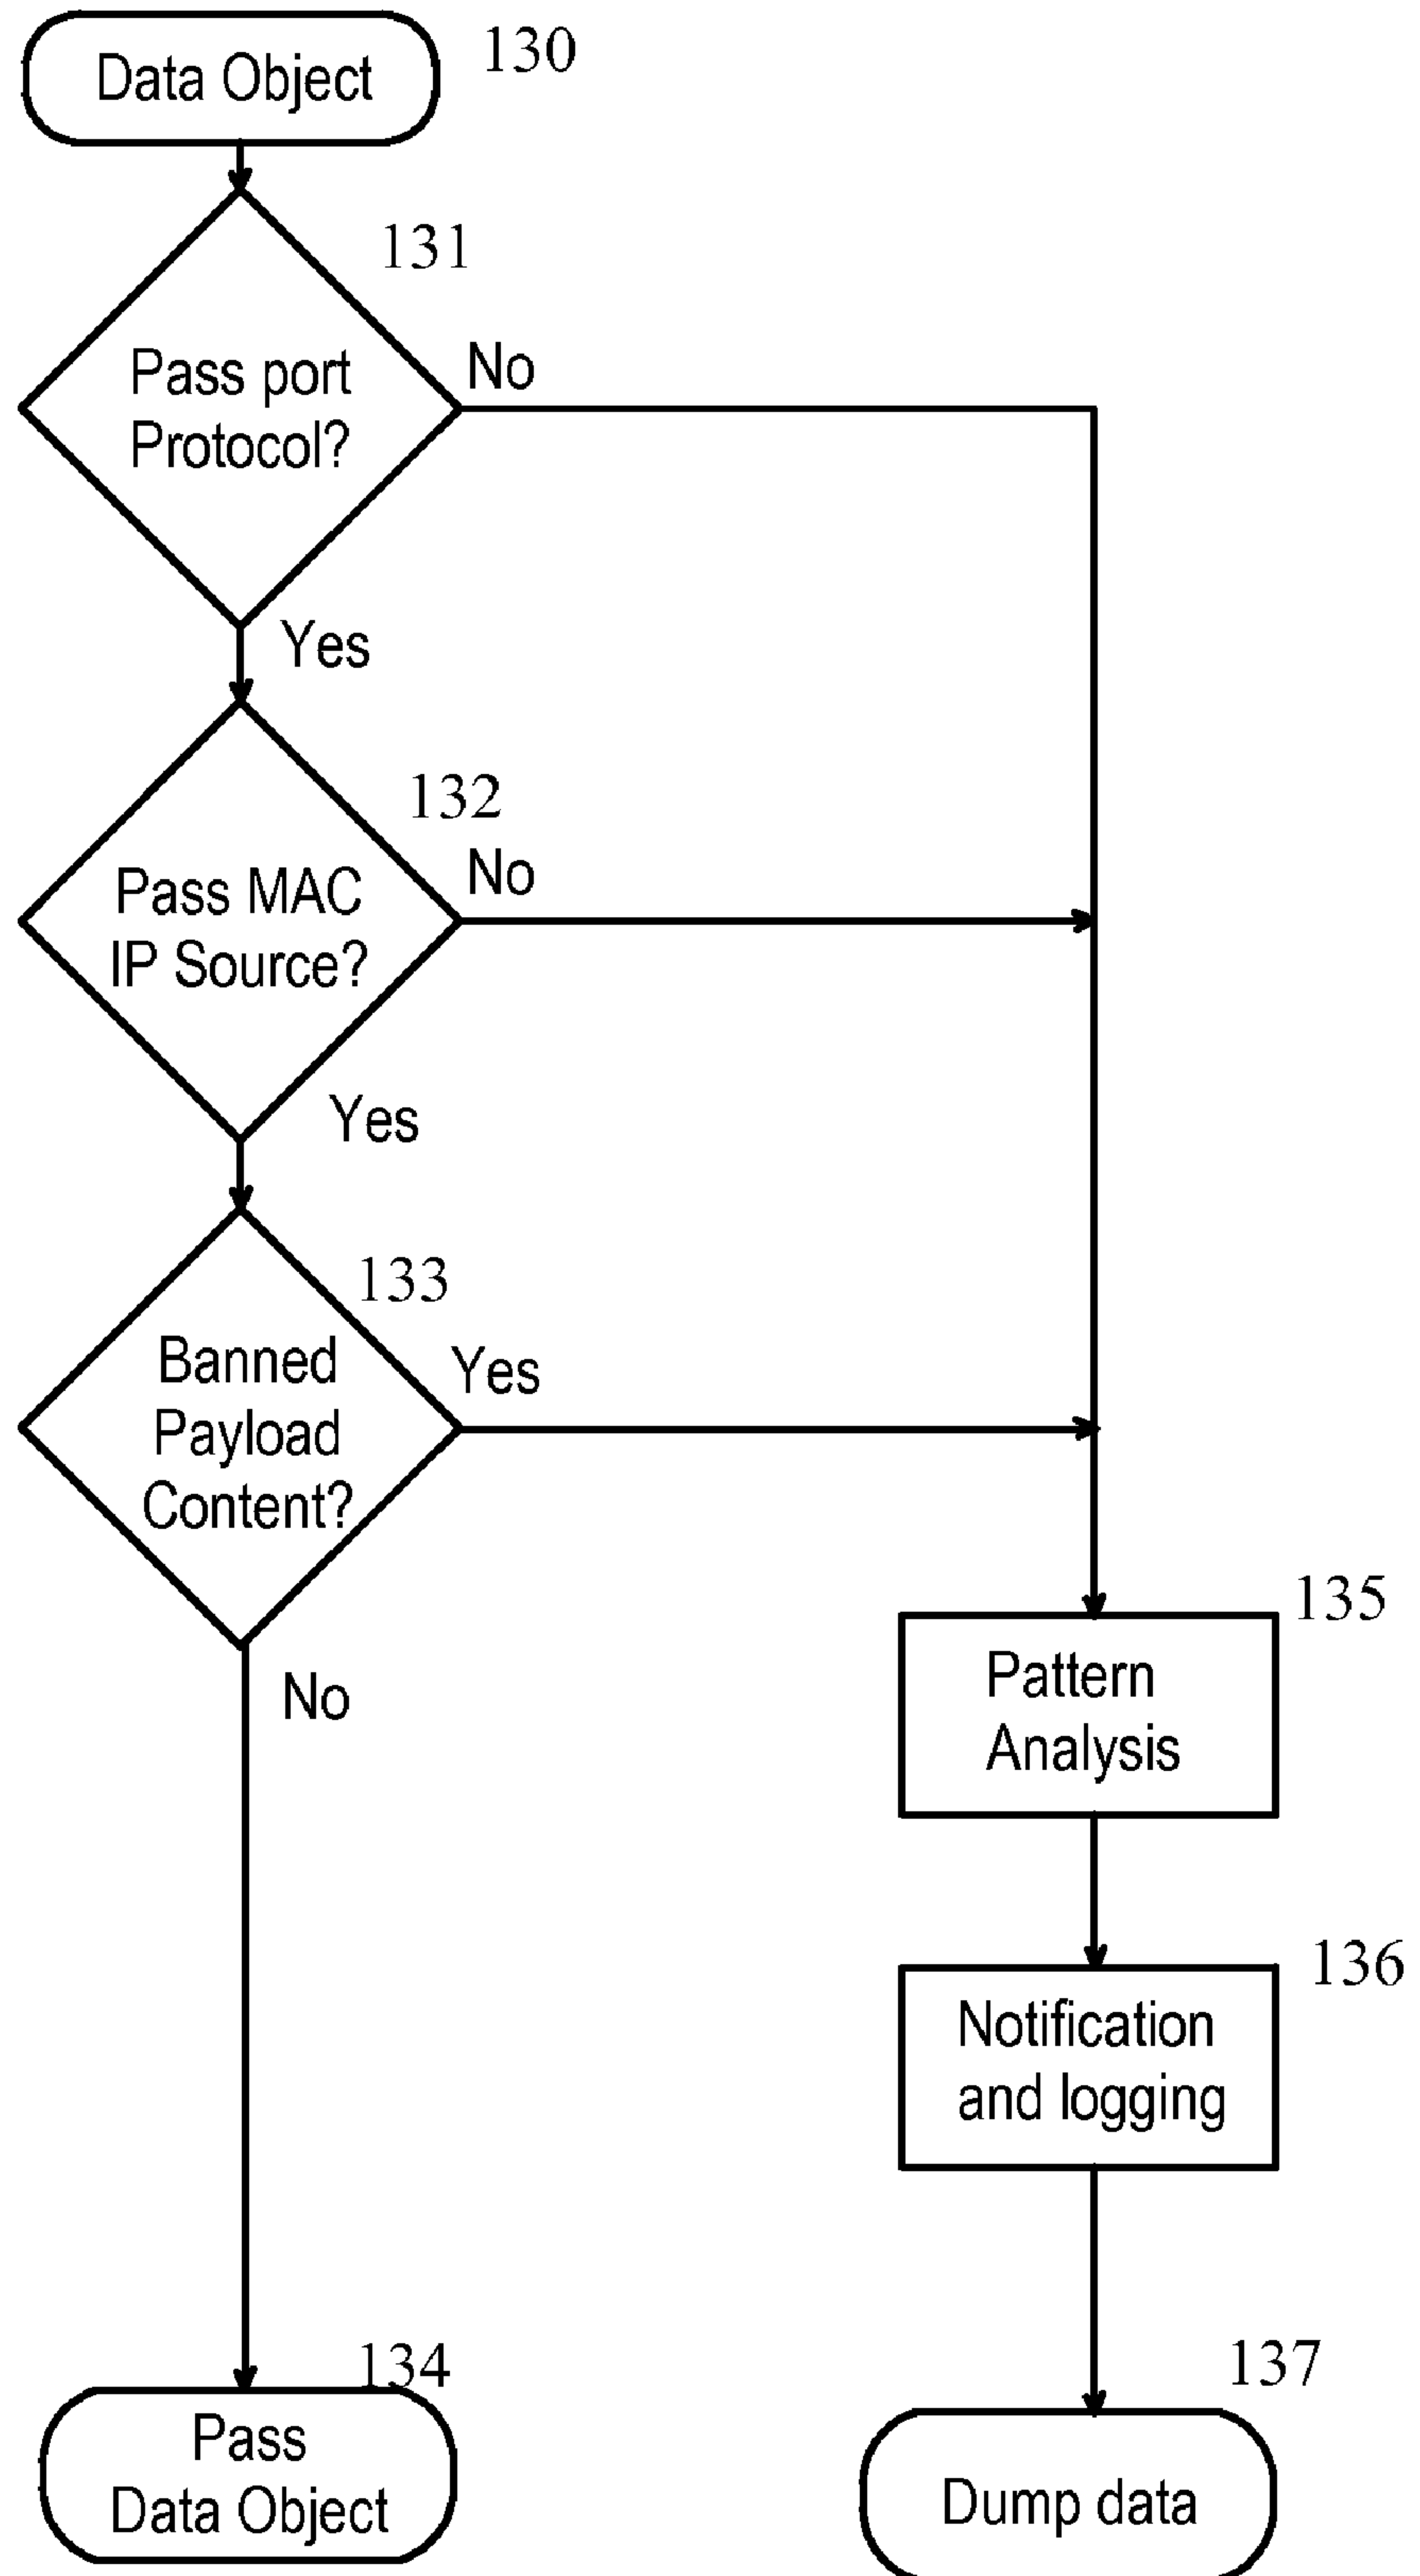 Data Object
130
131
Pass port
Protocol?
No
Yes
132
Pass MAC
IP Source?
No
Yes
133
Banned
Payload
Content?
Yes
No
135
Pattern
Analysis
136
Notification
and logging
134
Pass
Data Object
137
Dump data